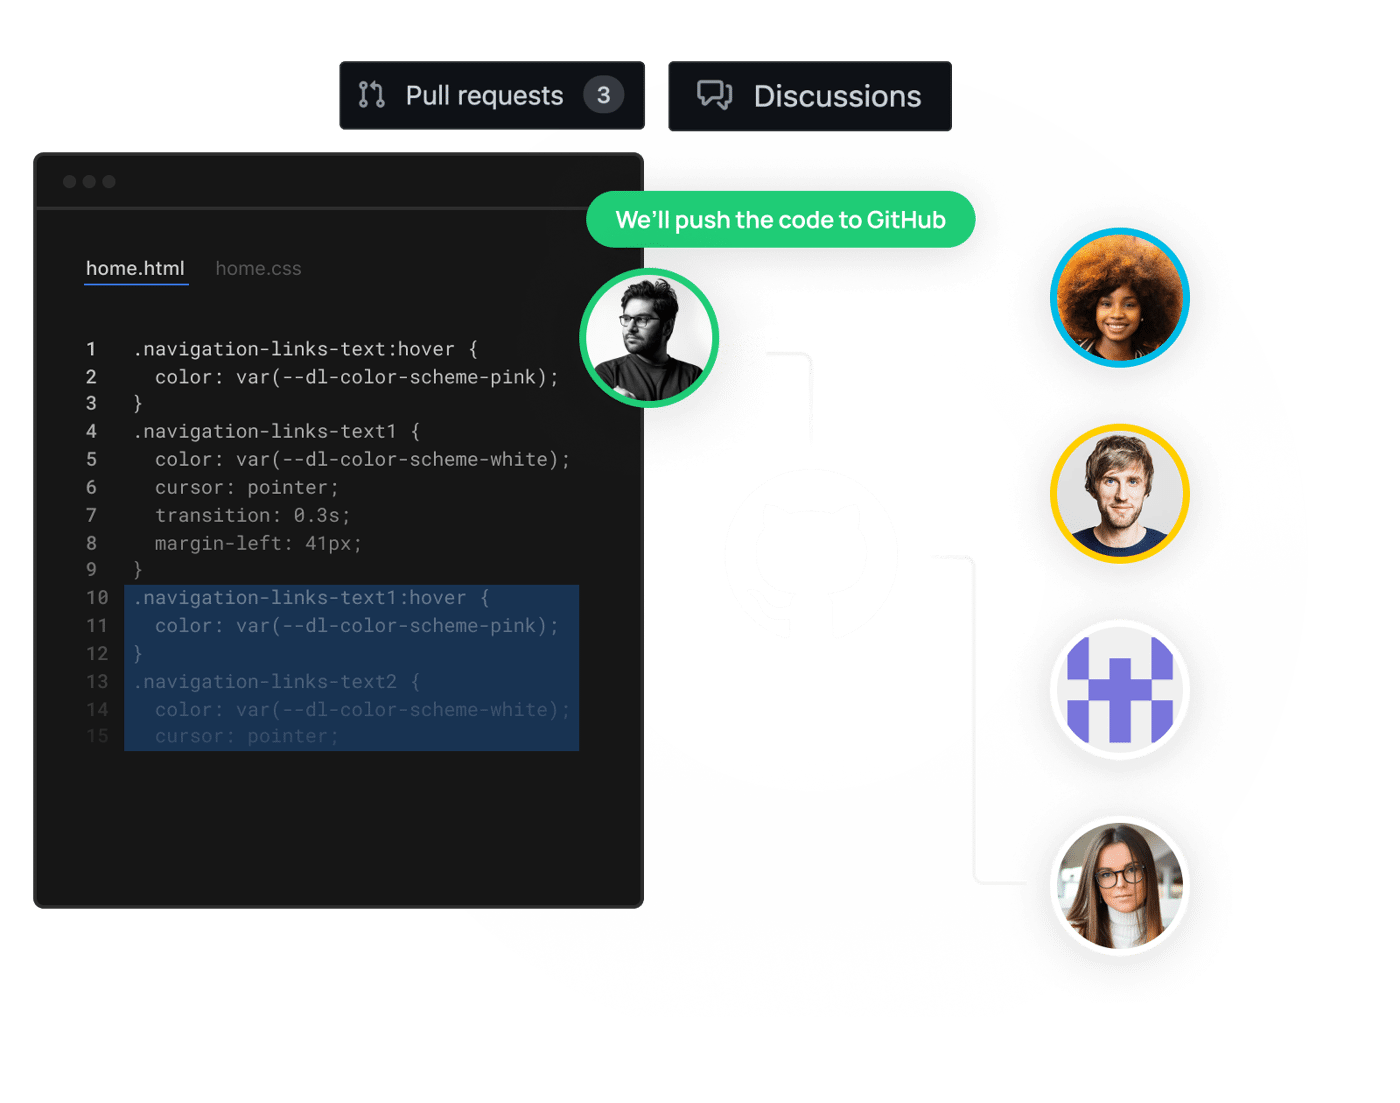 Pull requests 3
Discussions
We’ll push the code to GitHub
home.html home.css
1 .navigation-links-text:hover {
2 color: var(--dl-color-scheme-pink);
3 }
4 .navigation-links-text1 {
5 color: var(--dl-color-scheme-white);
6 cursor: pointer;
7 transition: 0.3s;
8 margin-left: 41px;
9 }
10 .navigation-links-text1:hover {
11 color: var(--dl-color-scheme-pink);
12 }
13 .navigation-links-text2 {
14 color: var(--dl-color-scheme-white);
15 cursor: pointer;